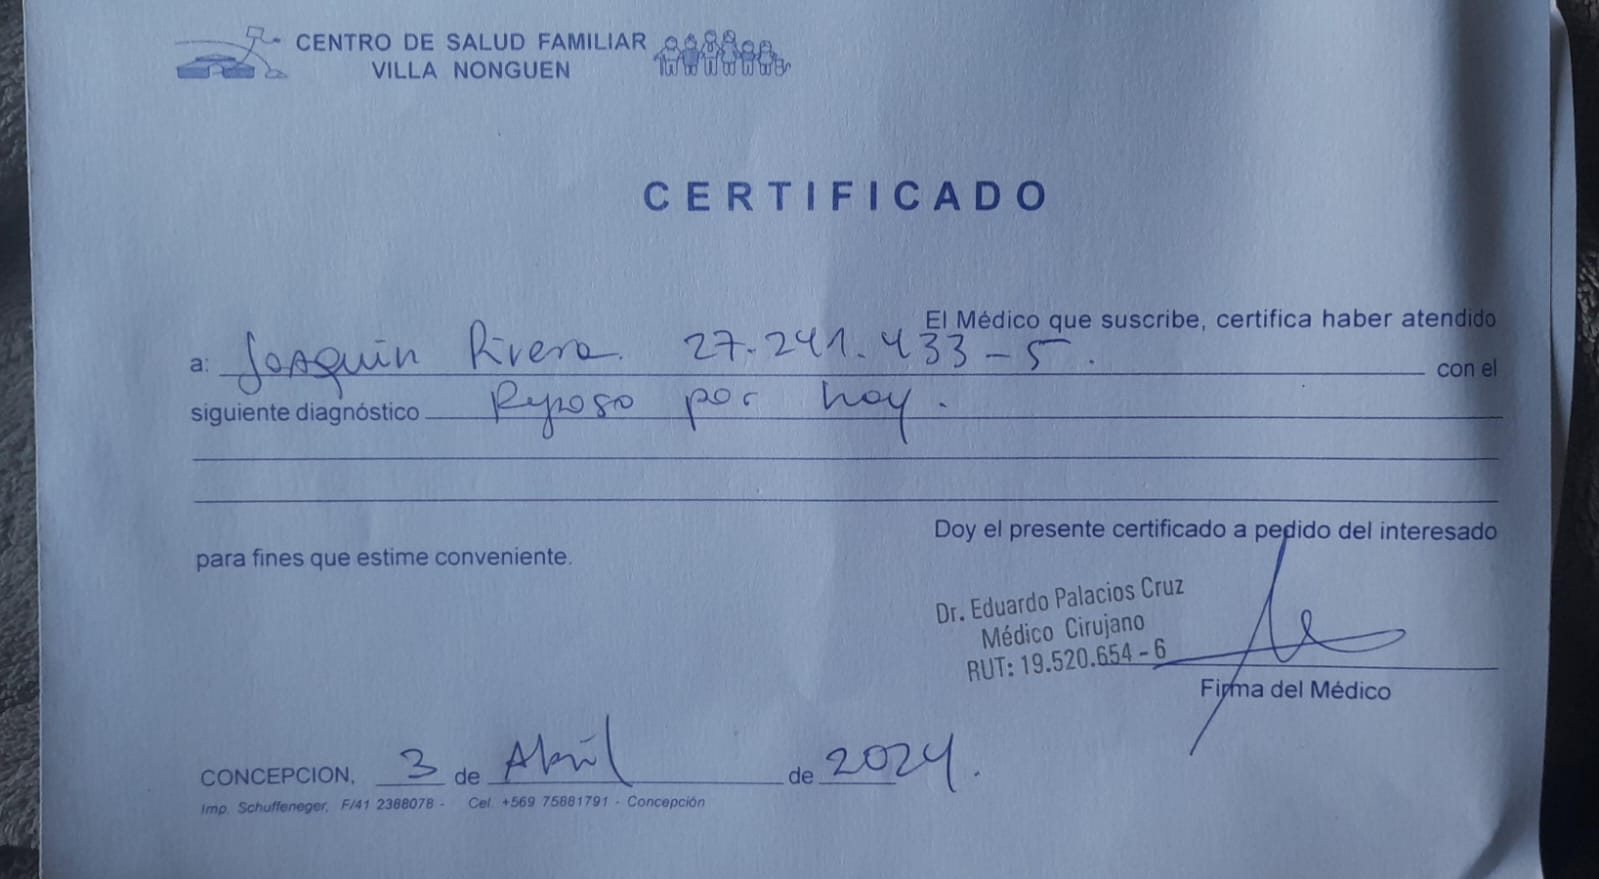 CENTRO DE SALUD FAMILIAR
VILLA NONGUEN
CERTIFICADO
El Médico que suscribe, certifica haber atendido
a: Joaquin Rivera. 27.241.433-5. con el
siguiente diagnóstico Reposo por hoy.
Doy el presente certificado a pedido del interesado
para fines que estime conveniente.
Dr. Eduardo Palacios Cruz
Médico Cirujano
RUT: 19.520.654-6
Firma del Médico
CONCEPCION, 3 de Abril de 2024.
Imp. Schuffeneger, F/41 2388078 - Cel. +569 75881791 - Concepción